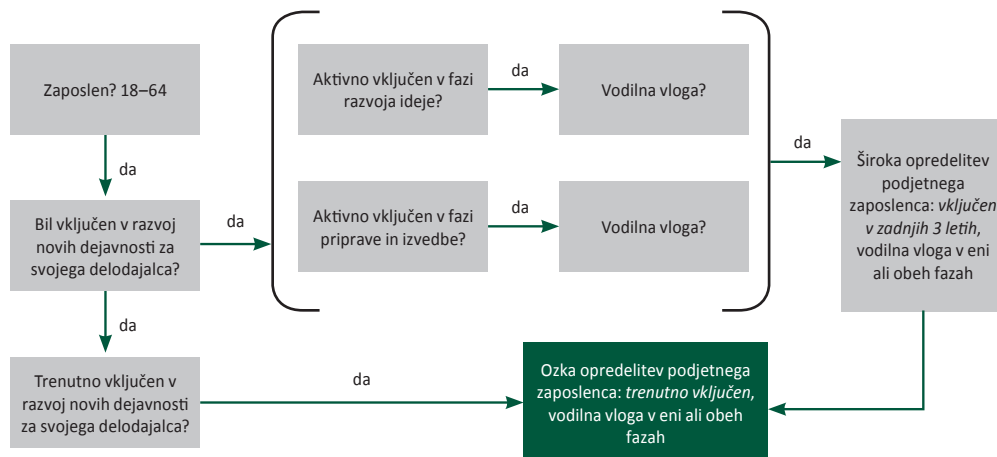 Zaposlen? 18–64
da
Bil vključen v razvoj
novih dejavnosti za
svojega delodajalca?
da
da
Trenutno vključen v
razvoj novih dejavnosti
za svojega delodajalca?
da
Aktivno vključen v fazi
razvoja ideje?
da
Vodilna vloga?
Aktivno vključen v fazi
priprave in izvedbe?
da
Vodilna vloga?
da
Široka opredelitev
podjetnega
zaposlenca: vključen
v zadnjih 3 letih,
vodilna vloga v eni
ali obeh fazah
Ozka opredelitev podjetnega
zaposlenca: trenutno vključen,
vodilna vloga v eni ali obeh
fazah